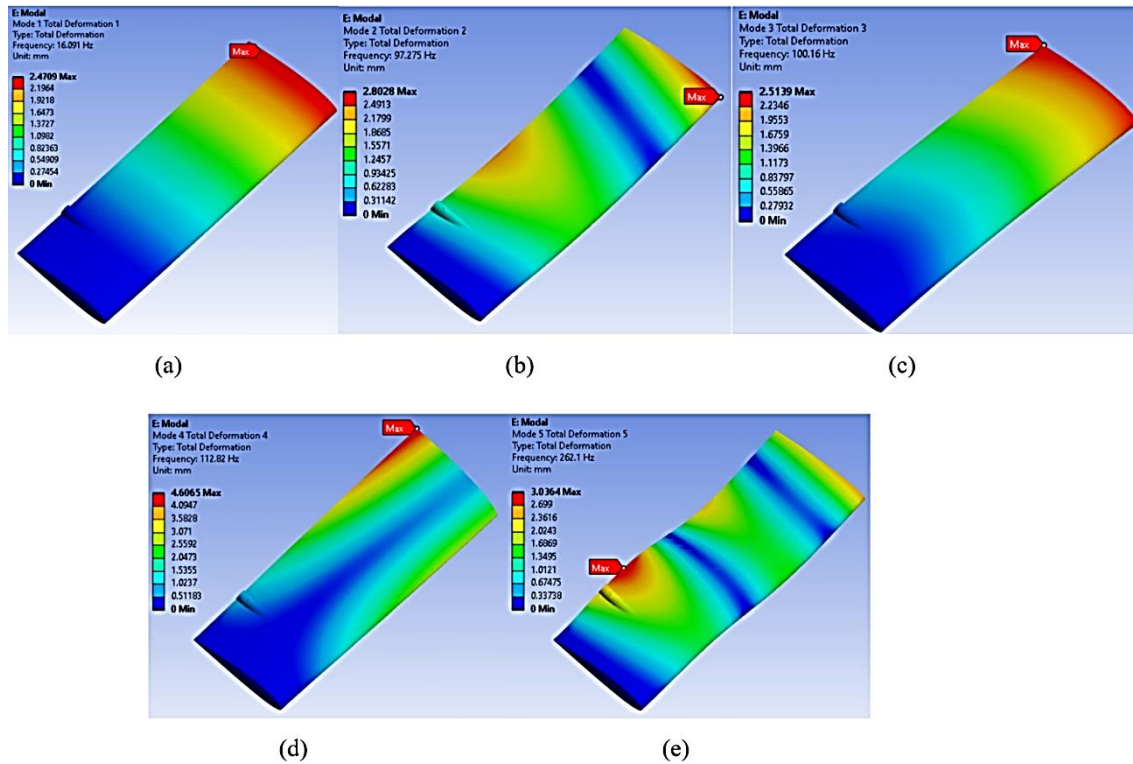 E: Modal
Mode 1 Total Deformation 1
Type: Total Deformation
Frequency: 16.091 Hz
Unit: mm
2.4709 Max
2.1964
1.9218
1.6473
1.3727
1.0982
0.82363
0.54909
0.27454
0 Min
Max
(a)
E: Modal
Mode 2 Total Deformation 2
Type: Total Deformation
Frequency: 97.275 Hz
Unit: mm
2.8028 Max
2.4913
2.1799
1.8685
1.5571
1.2457
0.93425
0.62283
0.31142
0 Min
Max
(b)
E: Modal
Mode 3 Total Deformation 3
Type: Total Deformation
Frequency: 100.16 Hz
Unit: mm
2.5139 Max
2.2346
1.9553
1.6759
1.3966
1.1173
0.83797
0.55865
0.27932
0 Min
Max
(c)
E: Modal
Mode 4 Total Deformation 4
Type: Total Deformation
Frequency: 112.82 Hz
Unit: mm
4.6065 Max
4.0947
3.5828
3.071
2.5592
2.0473
1.5355
1.0237
0.51183
0 Min
Max
(d)
E: Modal
Mode 5 Total Deformation 5
Type: Total Deformation
Frequency: 262.1 Hz
Unit: mm
3.0364 Max
2.699
2.3616
2.0243
1.6869
1.3495
1.0121
0.67475
0.33738
0 Min
Max
(e)